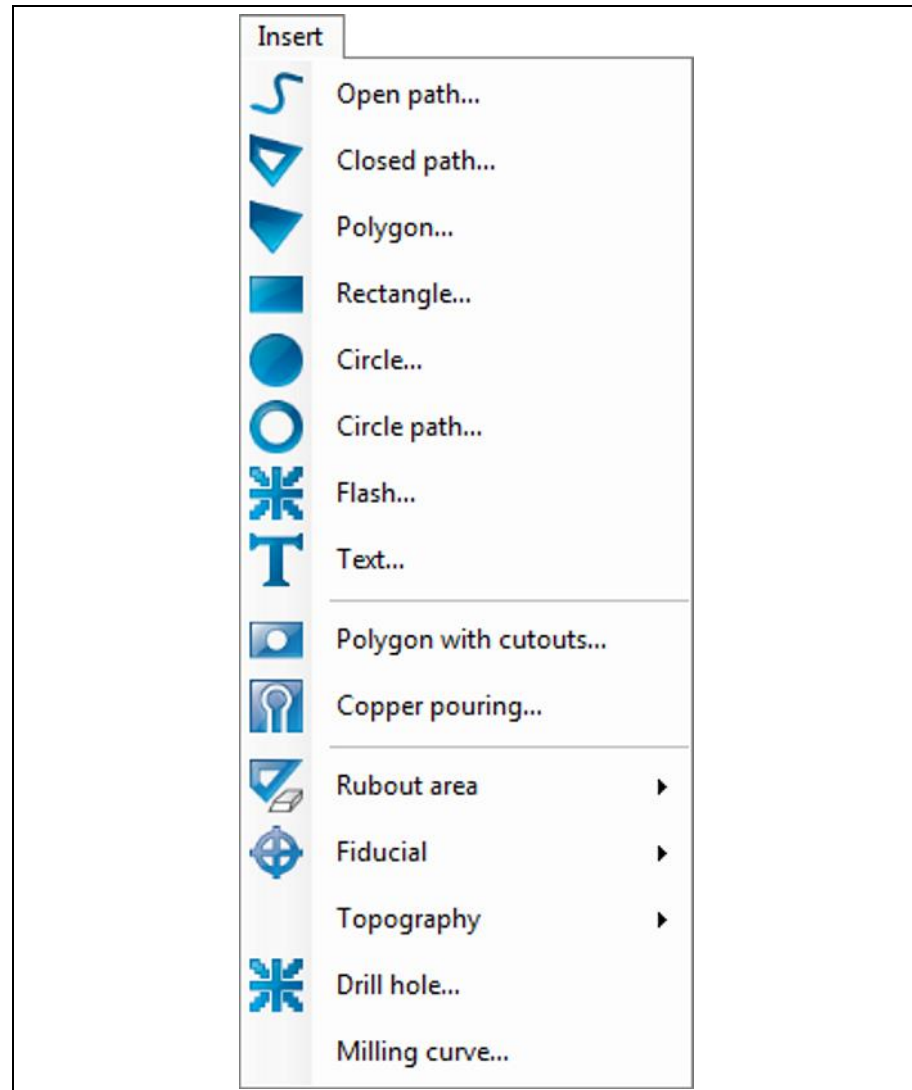 Insert
Open path...
Closed path...
Polygon...
Rectangle...
Circle...
Circle path...
Flash...
Text...
Polygon with cutouts...
Copper pouring...
Rubout area
Fiducial
Topography
Drill hole...
Milling curve...